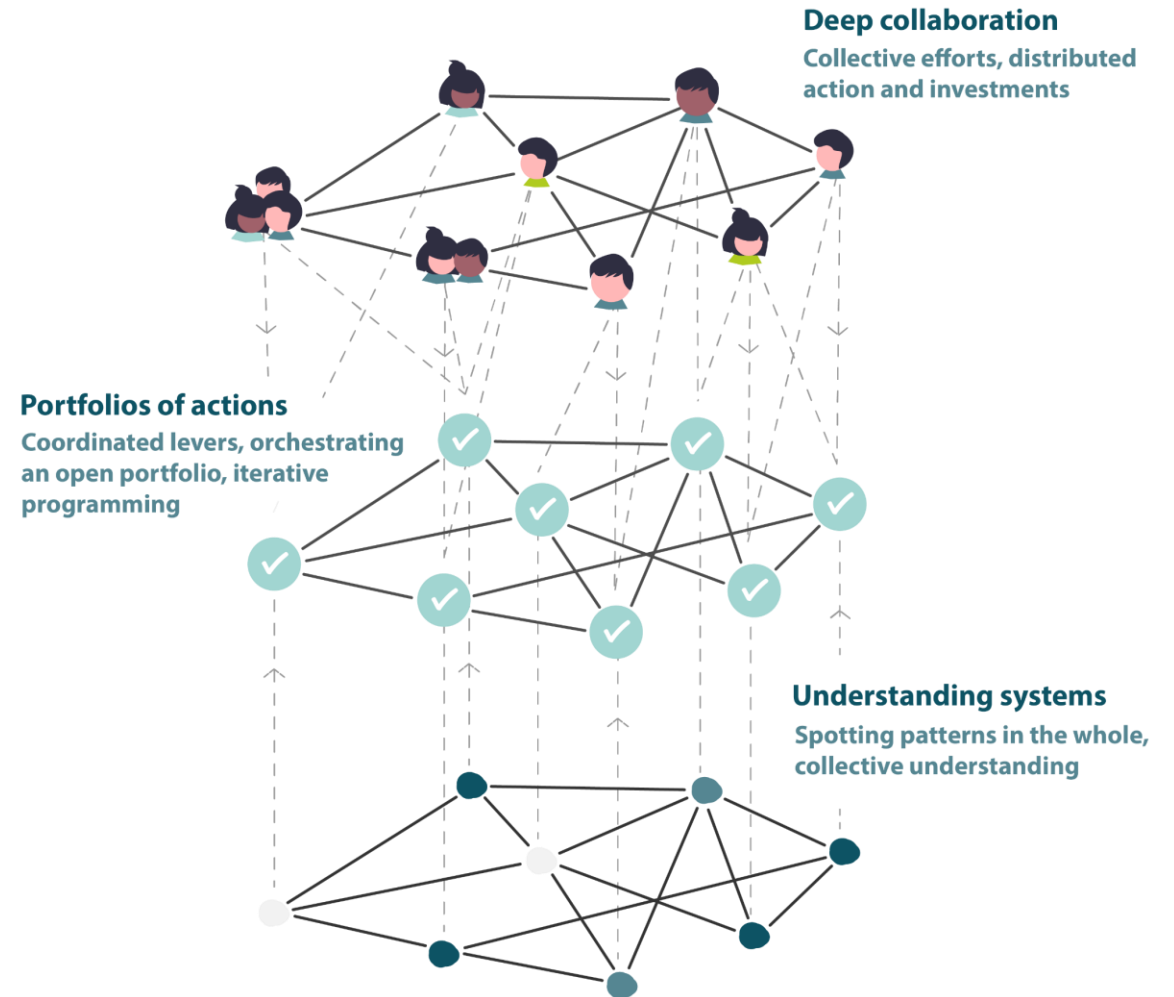 Deep collaboration
Collective efforts, distributed
action and investments
Portfolios of actions
Coordinated levers, orchestrating
an open portfolio, iterative
programming
Understanding systems
Spotting patterns in the whole,
collective understanding